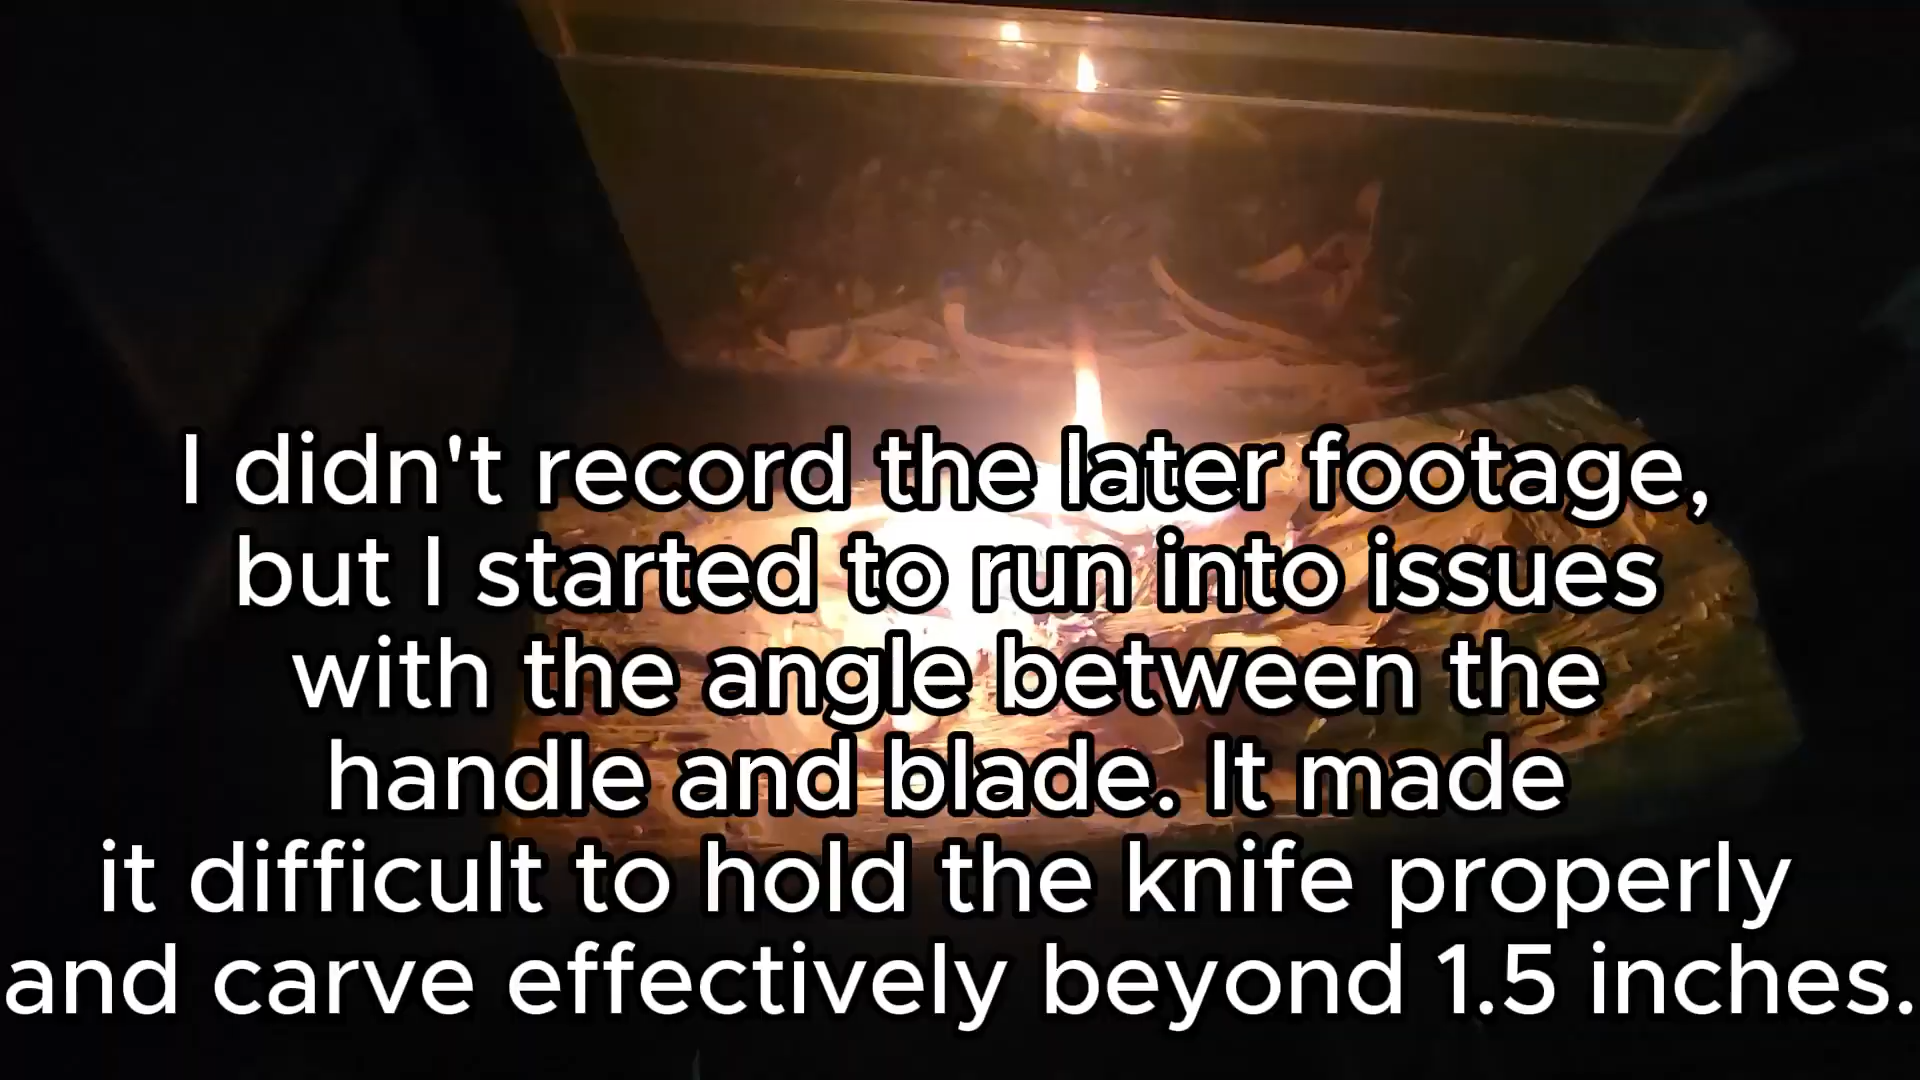 I didn't record the later footage,
but I started to run into issues
with the angle between the
handle and blade. It made
it difficult to hold the knife properly
and carve effectively beyond 1.5 inches.